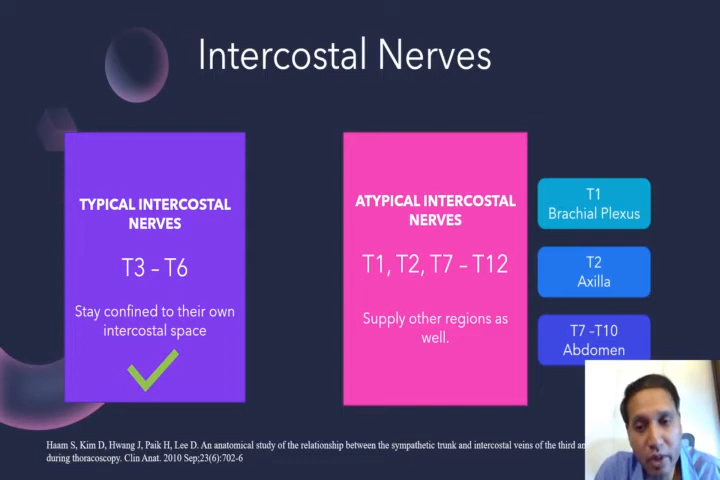 Intercostal Nerves
TYPICAL INTERCOSTAL
NERVES
T3 – T6
Stay confined to their own
intercostal space
ATYPICAL INTERCOSTAL
NERVES
T1, T2, T7 – T12
Supply other regions as
well.
T1
Brachial Plexus
T2
Axilla
T7 –T10
Abdomen
Haam S, Kim D, Hwang J, Paik H, Lee D. An anatomical study of the relationship between the sympathetic trunk and intercostal veins of the third
during thoracoscopy. Clin Anat. 2010 Sep;23(6):702-6